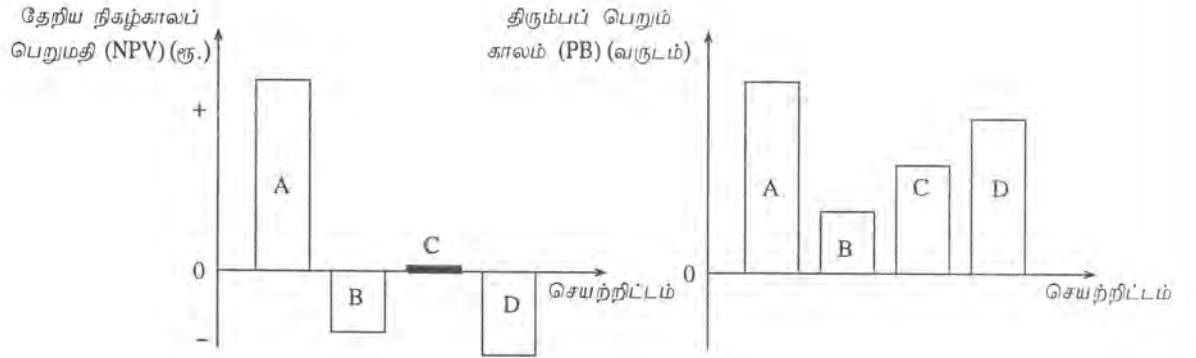 தேறிய நிகழ்காலப்
பெறுமதி (NPV) (ரூ.)
+
A
C
0
B
D
செயற்றிட்டம்
–
திரும்பப் பெறும்
காலம் (PB) (வருடம்)
A
B
C
D
0
செயற்றிட்டம்